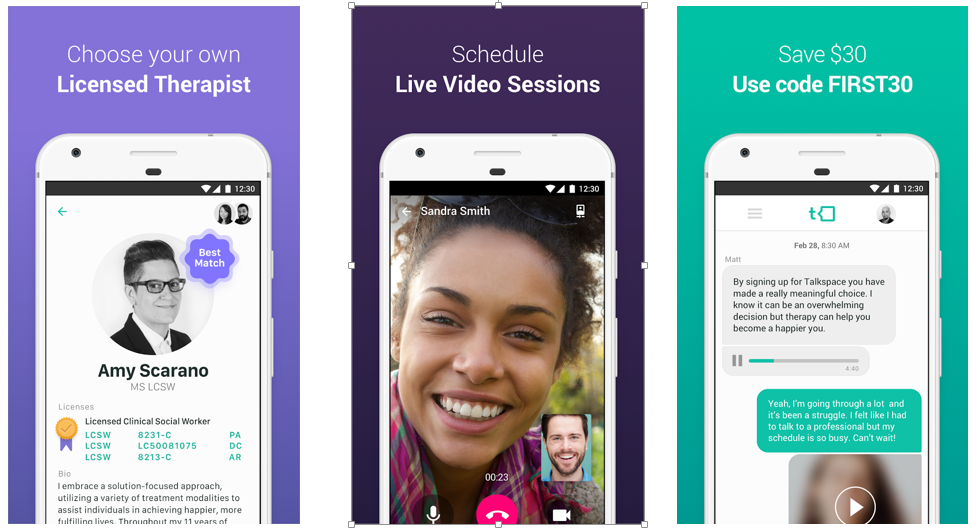 Choose your own
Licensed Therapist
12:30
Best
Match
Amy Scarano
MS LCSW
Licenses
Licensed Clinical Social Worker
LCSW 8231-C PA
LCSW LC50081075 DC
LCSW 8213-C AR
Bio
I embrace a solution-focused approach,
utilizing a variety of treatment modalities to
assist individuals in achieving happier, more
fulfilling lives. Throughout my 11 years of
Schedule
Live Video Sessions
12:30
Sandra Smith
00:23
Save $30
Use code FIRST30
12:30
t
Feb 28, 8:30 AM
Matt
By signing up for Talkspace you have
made a really meaningful choice. I
know it can be an overwhelming
decision but therapy can help you
become a happier you.
4:40
Yeah, I'm going through a lot and
it's been a struggle. I felt like I had
to talk to a professional but my
schedule is so busy. Can't wait!